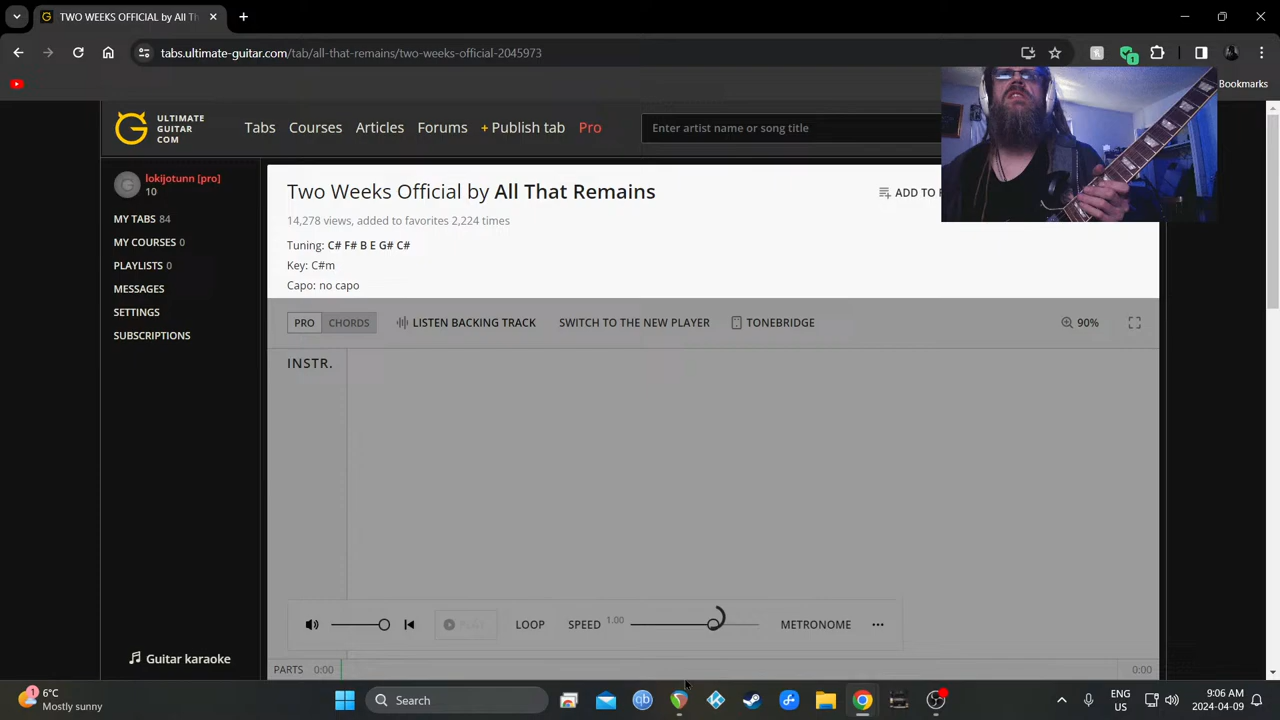 TWO WEEKS OFFICIAL by All Th
tabs.ultimate-guitar.com/tab/all-that-remains/two-weeks-official-2045973
1
Bookmarks
ULTIMATE
GUITAR
COM
Tabs
Courses
Articles
Forums
+ Publish tab
Pro
Enter artist name or song title
lokijotunn [pro]
10
MY TABS 84
MY COURSES 0
PLAYLISTS 0
MESSAGES
SETTINGS
SUBSCRIPTIONS
Guitar karaoke
Two Weeks Official by All That Remains
ADD TO F
14,278 views, added to favorites 2,224 times
Tuning: C# F# B E G# C#
Key: C#m
Capo: no capo
PRO
CHORDS
LISTEN BACKING TRACK
SWITCH TO THE NEW PLAYER
TONEBRIDGE
90%
INSTR.
LOOP
SPEED
1.00
METRONOME
PARTS
0:00
0:00
1
6°C
Mostly sunny
Search
qb
ENG
US
9:06 AM
2024-04-09